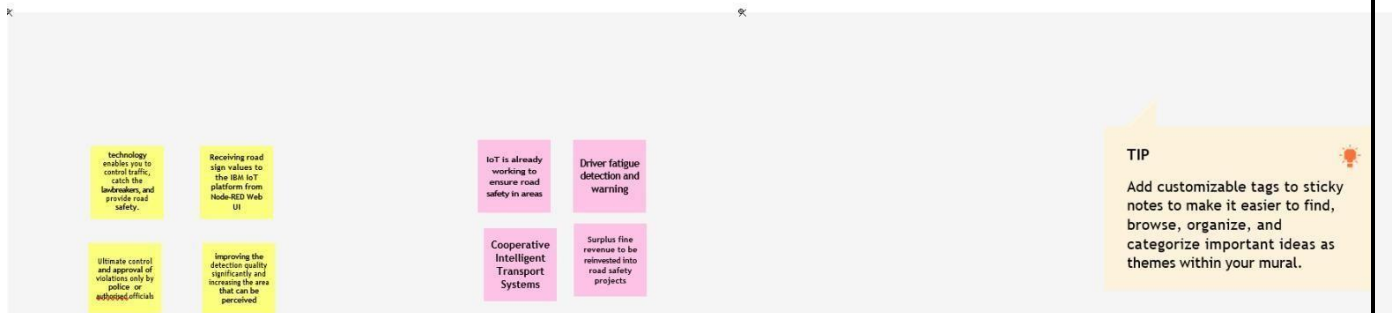 technology
enables you to
control traffic,
catch the
lawbreakers, and
provide road
safety.
Receiving road
sign values to
the IBM IoT
platform from
Node-RED Web
UI
Ultimate control
and approval of
violations only by
police or
authorised officials
improving the
detection quality
significantly and
increasing the area
that can be
perceived
IoT is already
working to
ensure road
safety in areas
Driver fatigue
detection and
warning
Cooperative
Intelligent
Transport
Systems
Surplus fine
revenue to be
reinvested into
road safety
projects
TIP
Add customizable tags to sticky
notes to make it easier to find,
browse, organize, and
categorize important ideas as
themes within your mural.